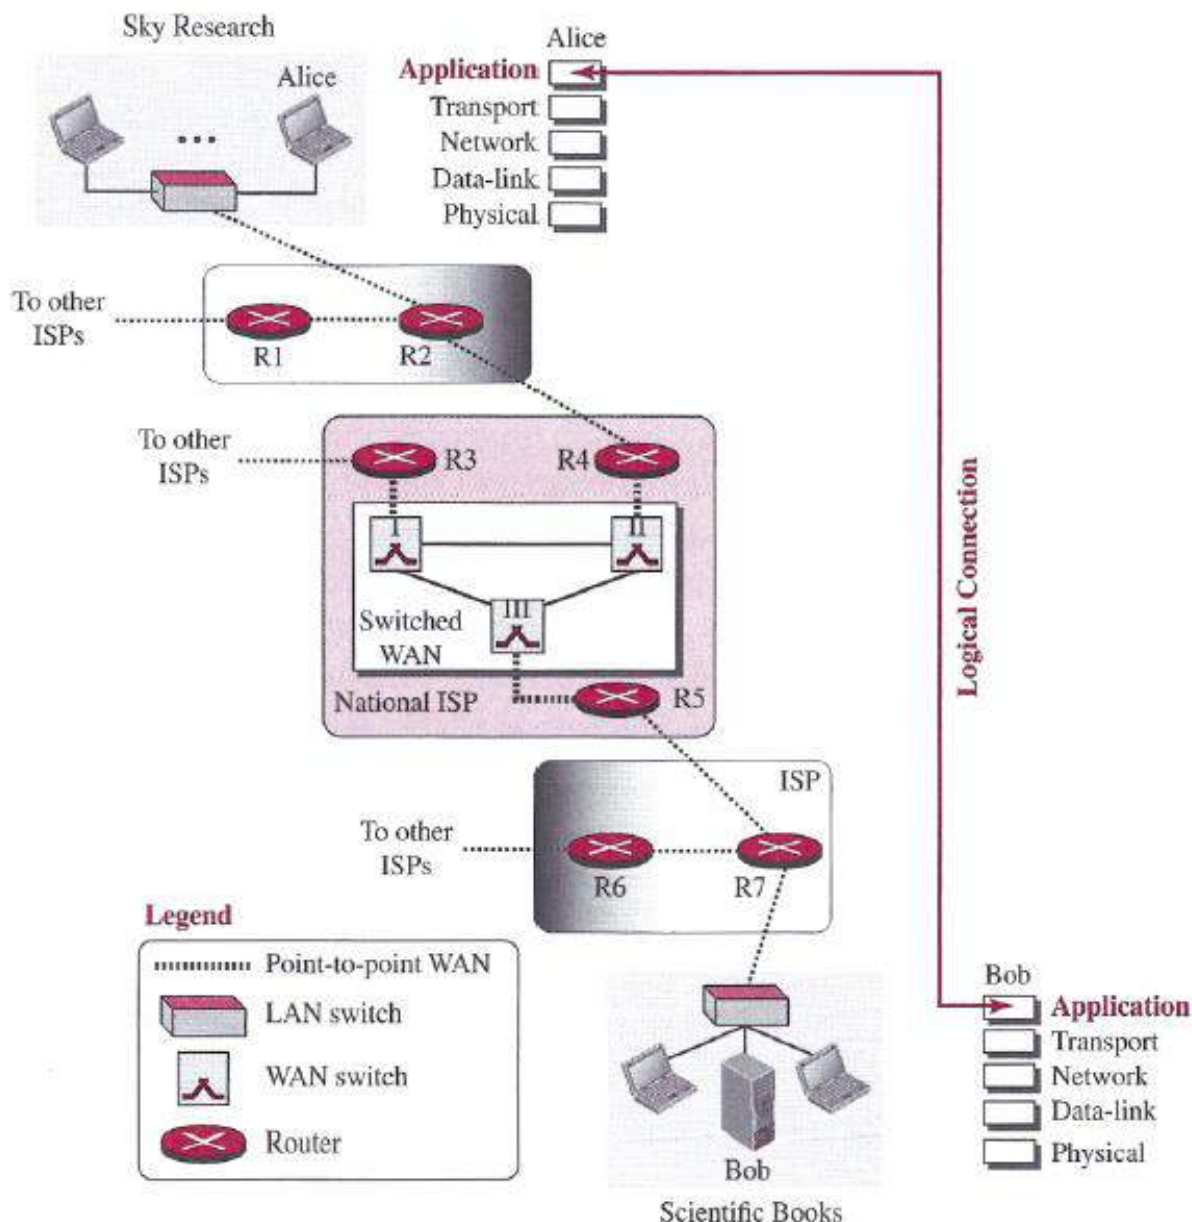 Sky Research
Alice
Alice
Application
Transport
Network
Data-link
Physical
To other
ISPs
R1
R2
To other
ISPs
R3
R4
I
II
III
Switched
WAN
National ISP
R5
Logical Connection
ISP
To other
ISPs
R6
R7
Legend
Point-to-point WAN
LAN switch
WAN switch
Router
Bob
Scientific Books
Bob
Application
Transport
Network
Data-link
Physical